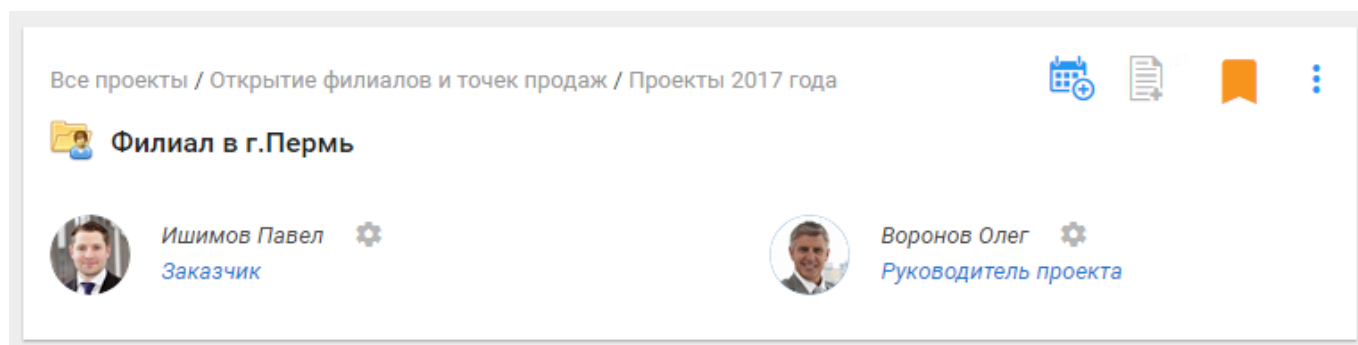 Все проекты / Открытие филиалов и точек продаж / Проекты 2017 года
Филиал в г.Пермь
Ишимов Павел
Заказчик
Воронов Олег
Руководитель проекта